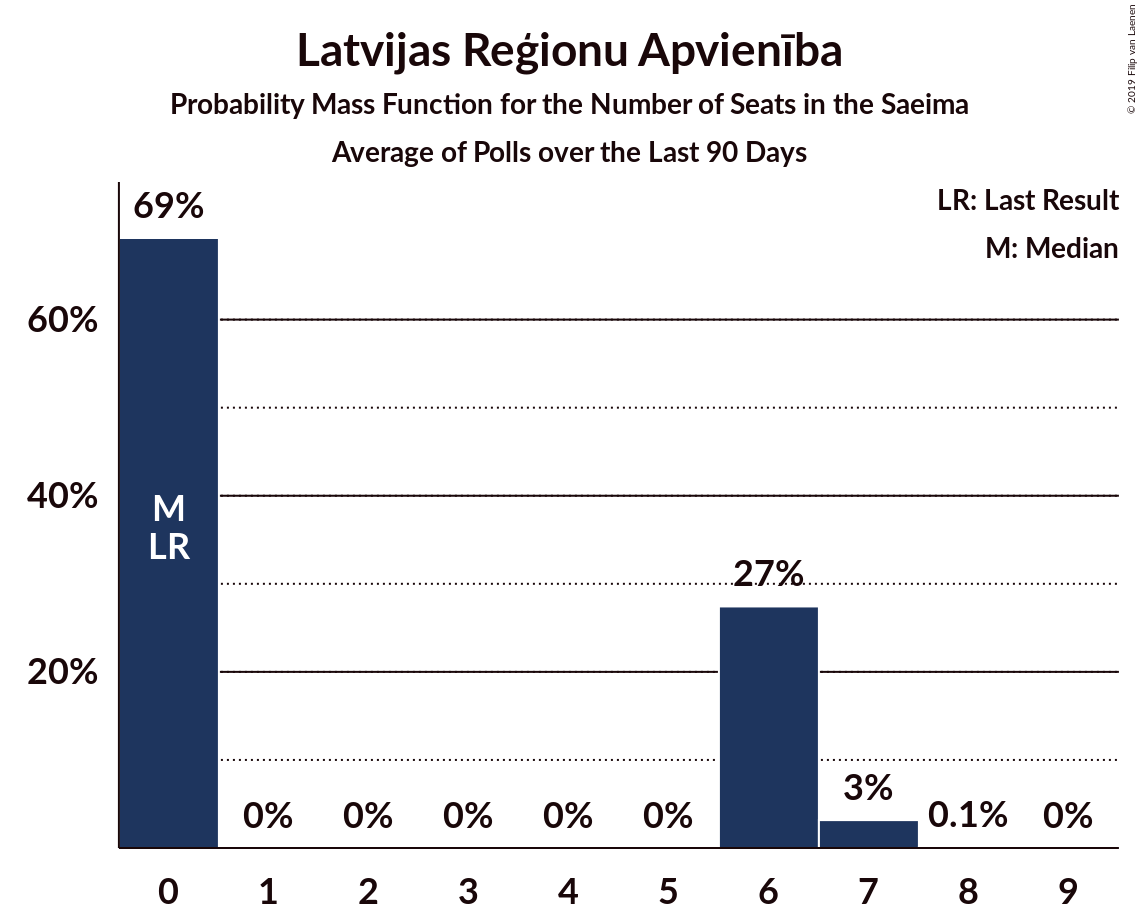 Latvijas Reģionu Apvienība
Probability Mass Function for the Number of Seats in the Saeima
Average of Polls over the Last 90 Days
© 2019 Filip van Laenen
LR: Last Result
M: Median
69%
60%
40%
20%
M
LR
0%
0%
0%
0%
0%
27%
3%
0.1%
0%
0
1
2
3
4
5
6
7
8
9